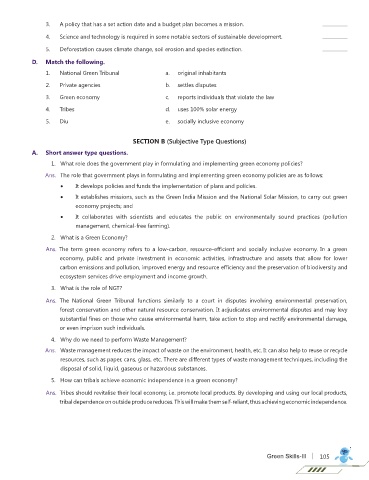 3. A policy that has a set action date and a budget plan becomes a mission. ________
4. Science and technology is required in some notable sectors of sustainable development. ________
5. Deforestation causes climate change, soil erosion and species extinction. ________
D. Match the following.
1. National Green Tribunal a. original inhabitants
2. Private agencies b. settles disputes
3. Green economy c. reports individuals that violate the law
4. Tribes d. uses 100% solar energy
5. Diu e. socially inclusive economy
SECTION B (Subjective Type Questions)
A. Short answer type questions.
1. What role does the government play in formulating and implementing green economy policies?
Ans. The role that government plays in formulating and implementing green economy policies are as follows:
• It develops policies and funds the implementation of plans and policies.
• It establishes missions, such as the Green India Mission and the National Solar Mission, to carry out green
economy projects; and
• It collaborates with scientists and educates the public on environmentally sound practices (pollution
management, chemical-free farming).
2. What is a Green Economy?
Ans. The term green economy refers to a low-carbon, resource-efficient and socially inclusive economy. In a green
economy, public and private investment in economic activities, infrastructure and assets that allow for lower
carbon emissions and pollution, improved energy and resource efficiency and the preservation of biodiversity and
ecosystem services drive employment and income growth.
3. What is the role of NGT?
Ans. The National Green Tribunal functions similarly to a court in disputes involving environmental preservation,
forest conservation and other natural resource conservation. It adjudicates environmental disputes and may levy
substantial fines on those who cause environmental harm, take action to stop and rectify environmental damage,
or even imprison such individuals.
4. Why do we need to perform Waste Management?
Ans. Waste management reduces the impact of waste on the environment, health, etc. It can also help to reuse or recycle
resources, such as paper, cans, glass, etc. There are different types of waste management techniques, including the
disposal of solid, liquid, gaseous or hazardous substances.
5. How can tribals achieve economic independence in a green economy?
Ans. Tribes should revitalise their local economy, i.e. promote local products. By developing and using our local products,
tribal dependence on outside produce reduces. This will make them self-reliant, thus achieving economic independence.
Green Skills-III | 105